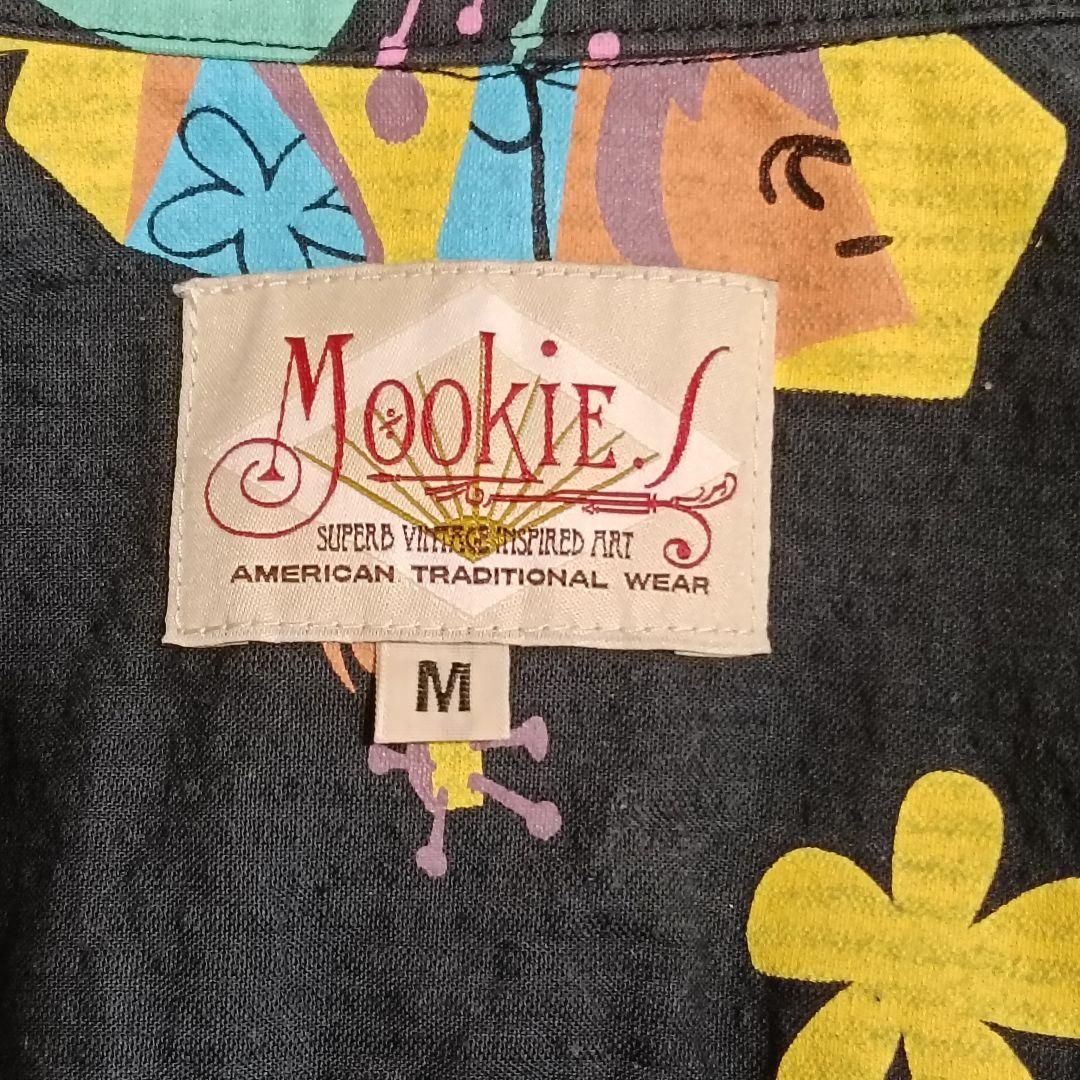 MOOKIE.S
SUPERB VINTAGE INSPIRED ART
AMERICAN TRADITIONAL WEAR
M